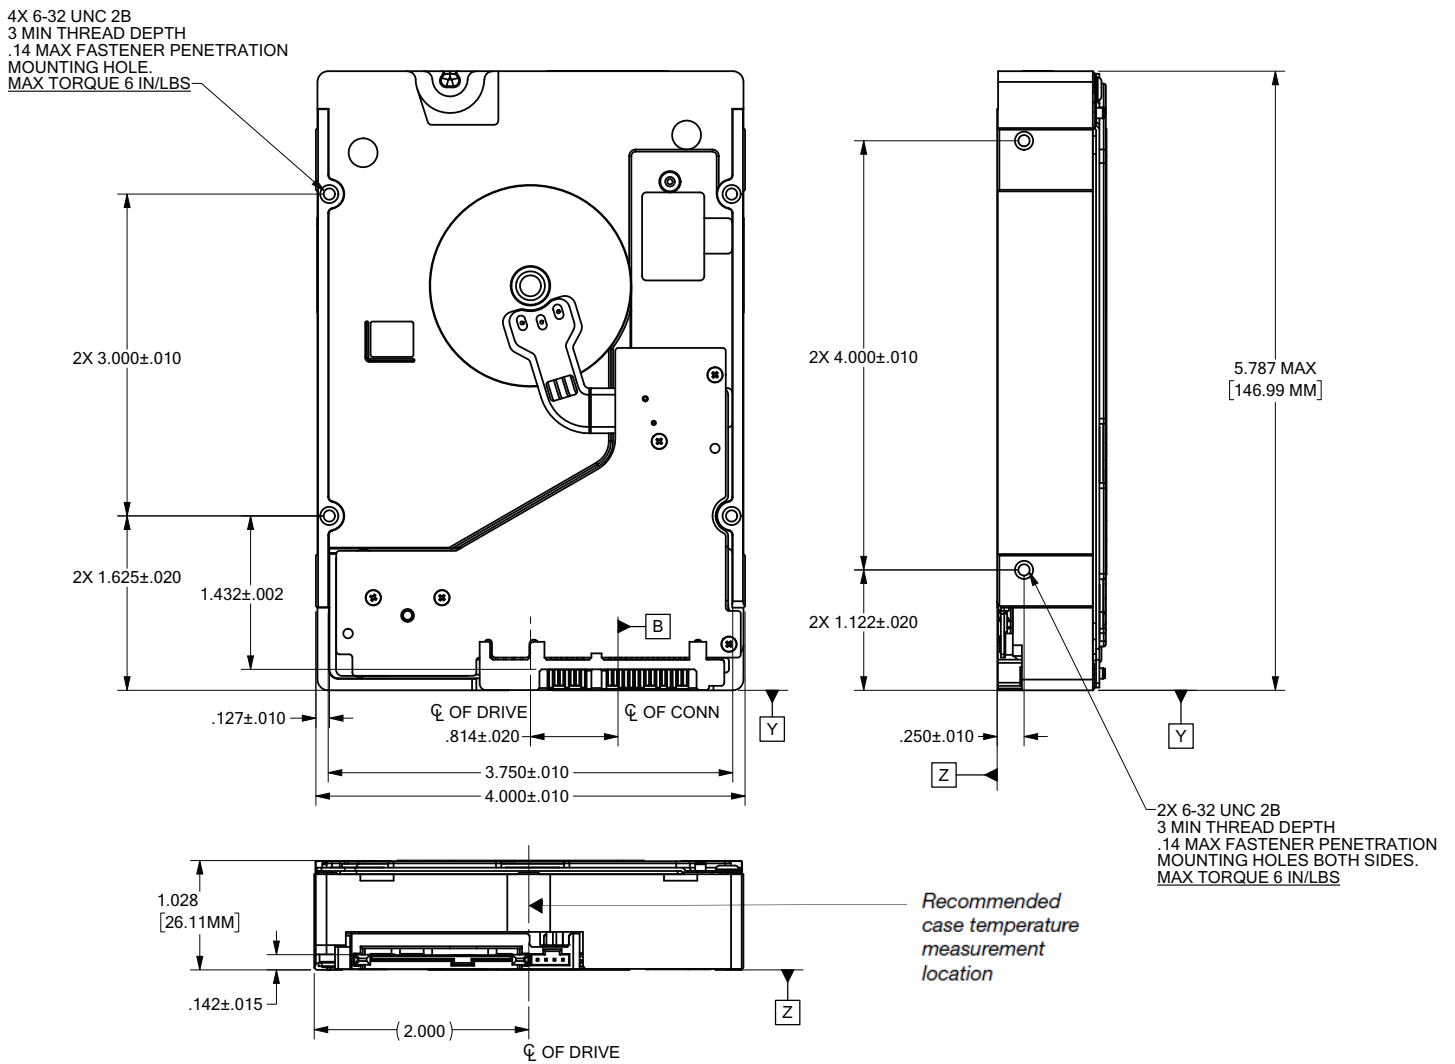 4X 6-32 UNC 2B
3 MIN THREAD DEPTH
.14 MAX FASTENER PENETRATION
MOUNTING HOLE.
MAX TORQUE 6 IN/LBS
2X 3.000±.010
2X 1.625±.020
1.432±.002
B
.127±.010
℄ OF DRIVE
℄ OF CONN
.814±.020
Y
3.750±.010
4.000±.010
2X 4.000±.010
5.787 MAX
[146.99 MM]
2X 1.122±.020
.250±.010
Y
Z
2X 6-32 UNC 2B
3 MIN THREAD DEPTH
.14 MAX FASTENER PENETRATION
MOUNTING HOLES BOTH SIDES.
MAX TORQUE 6 IN/LBS
1.028
[26.11MM]
.142±.015
(2.000)
℄ OF DRIVE
Z
Recommended
case temperature
measurement
location